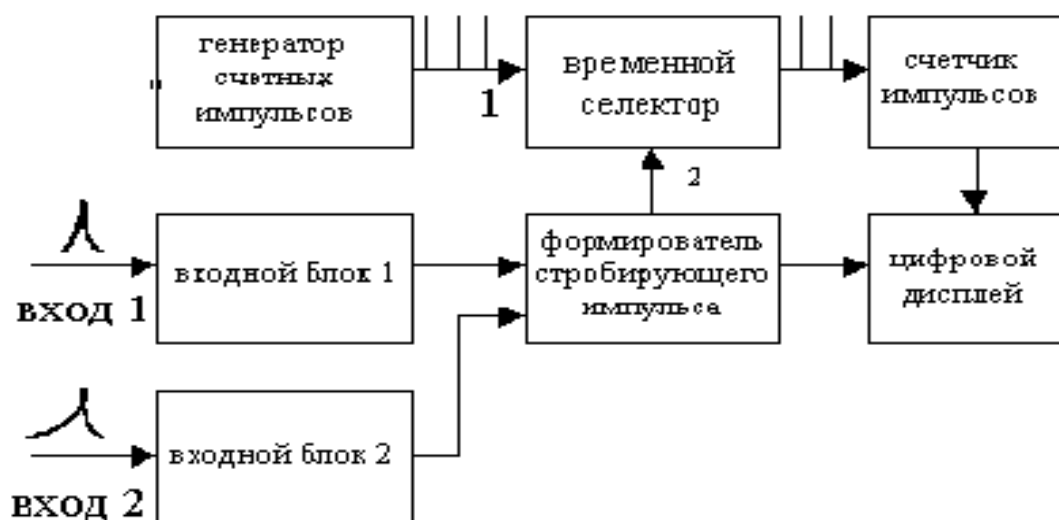 генератор
счетных
импульсов
1
временной
селектор
счетчик
импульсов
2
вход 1
входной блок 1
формирователь
стробирующего
импульса
цифровой
дисплей
вход 2
входной блок 2